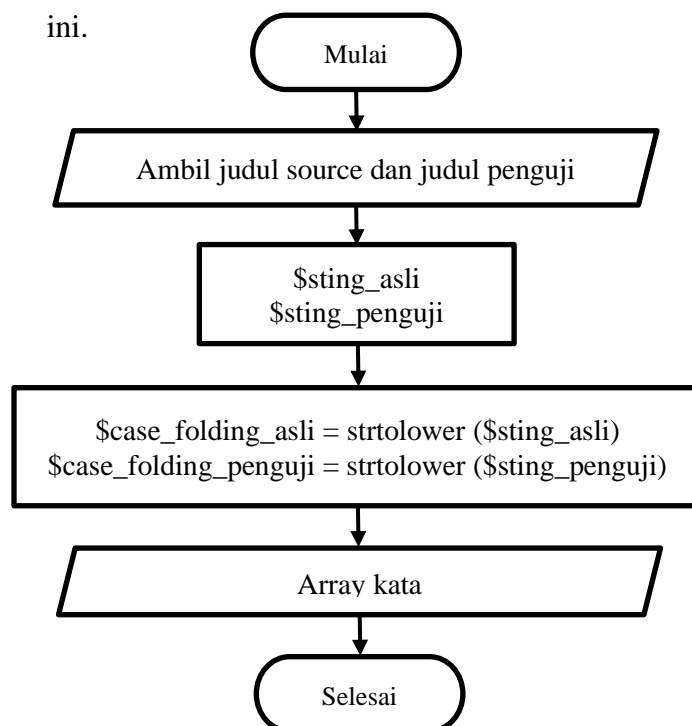 ini.
Mulai
Ambil judul source dan judul penguji
$sting_asli
$sting_penguji
$case_folding_asli = strtolower ($sting_asli)
$case_folding_penguji = strtolower ($sting_penguji)
Array kata
Selesai